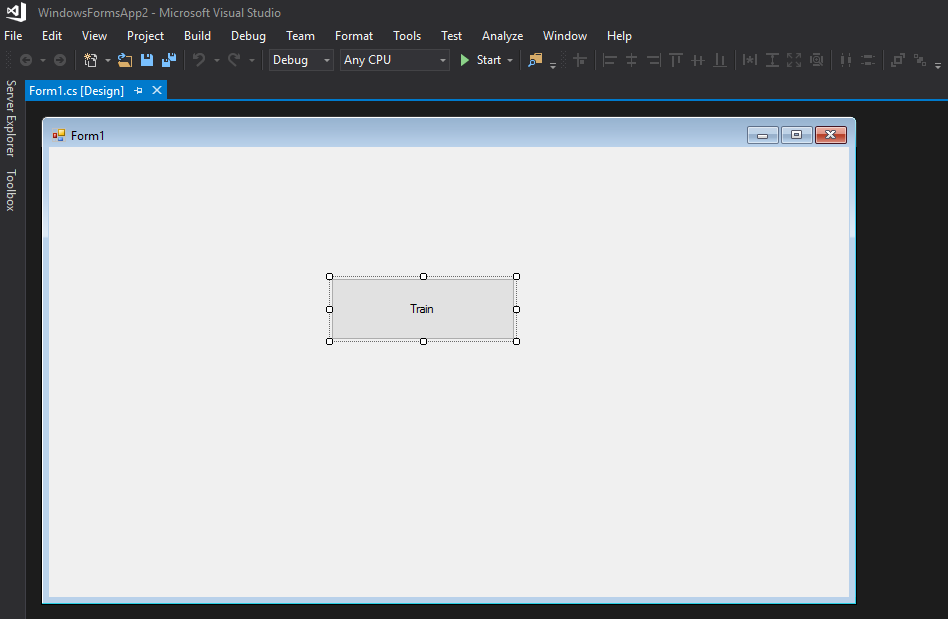 WindowsFormsApp2 - Microsoft Visual Studio
File Edit View Project Build Debug Team Format Tools Test Analyze Window Help
Debug Any CPU Start
Server Explorer
Toolbox
Form1.cs [Design]
Form1
Train